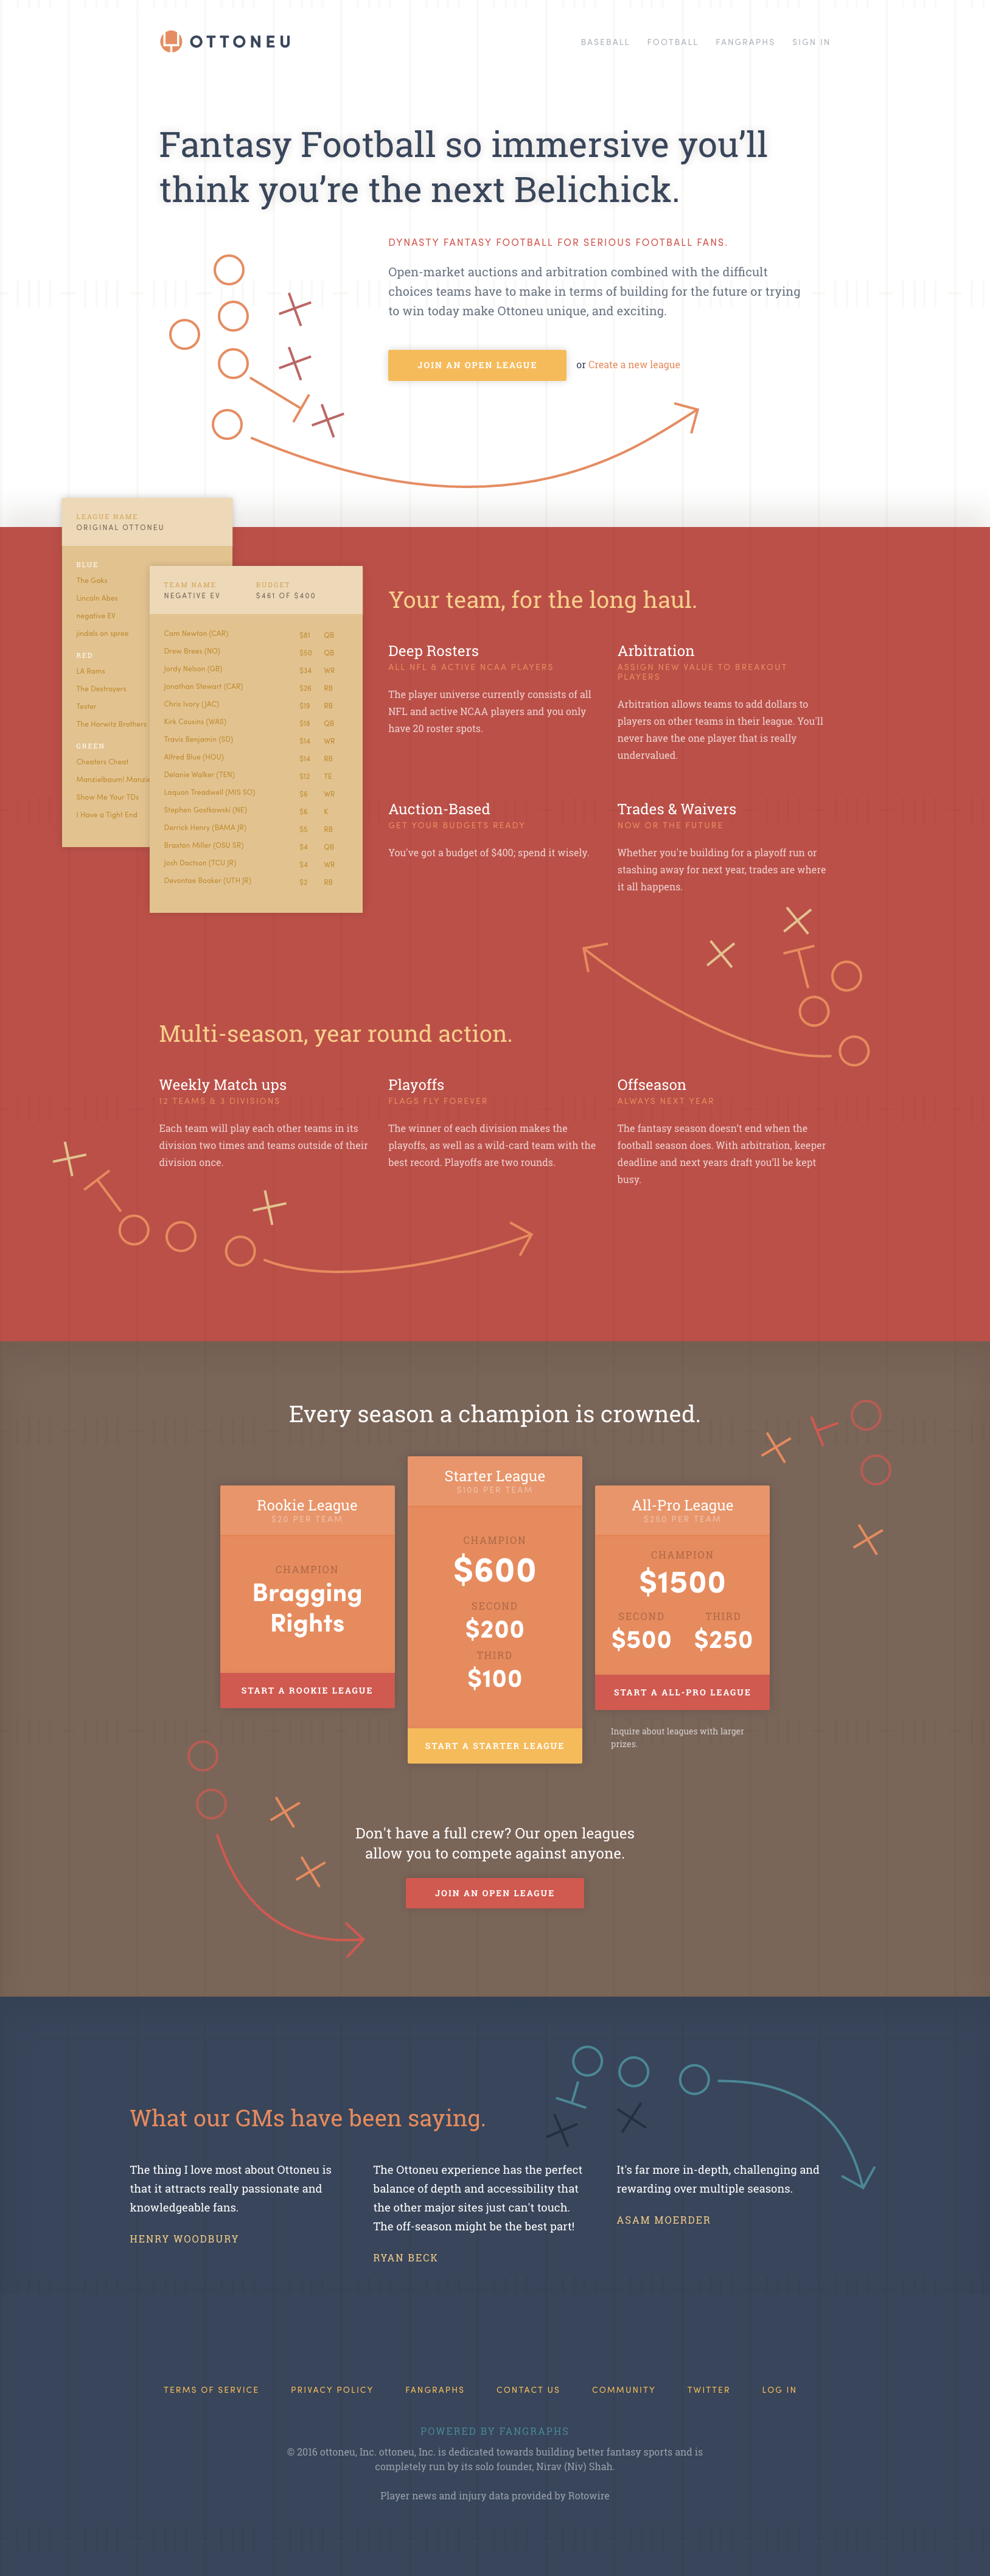 OTTONEU
BASEBALL FOOTBALL FANGRAPHS SIGN IN
Fantasy Football so immersive you’ll
think you’re the next Belichick.
DYNASTY FANTASY FOOTBALL FOR SERIOUS FOOTBALL FANS.
Open-market auctions and arbitration combined with the difficult
choices teams have to make in terms of building for the future or trying
to win today make Ottoneu unique, and exciting.
JOIN AN OPEN LEAGUE
or Create a new league
LEAGUE NAME
ORIGINAL OTTONEU
BLUE
The Gaks
Lincoln Abes
negative EV
jindals on spree
RED
LA Rams
The Destroyers
Tester
The Horwitz Brothers
GREEN
Cheaters Cheat
Manzielbaum! Manzie
Show Me Your TDs
I Have a Tight End
TEAM NAME BUDGET
NEGATIVE EV $461 OF $400
Cam Newton (CAR) $81 QB
Drew Brees (NO) $50 QB
Jordy Nelson (GB) $34 WR
Jonathan Stewart (CAR) $26 RB
Chris Ivory (JAC) $19 RB
Kirk Cousins (WAS) $18 QB
Travis Benjamin (SD) $14 WR
Alfred Blue (HOU) $14 RB
Delanie Walker (TEN) $12 TE
Laquon Treadwell (MIS SO) $6 WR
Stephen Gostkowski (NE) $6 K
Derrick Henry (BAMA JR) $5 RB
Braxton Miller (OSU SR) $4 QB
Josh Doctson (TCU JR) $4 WR
Devontae Booker (UTH JR) $2 RB
Your team, for the long haul.
Deep Rosters
ALL NFL & ACTIVE NCAA PLAYERS
The player universe currently consists of all
NFL and active NCAA players and you only
have 20 roster spots.
Arbitration
ASSIGN NEW VALUE TO BREAKOUT
PLAYERS
Arbitration allows teams to add dollars to
players on other teams in their league. You'll
never have the one player that is really
undervalued.
Auction-Based
GET YOUR BUDGETS READY
You've got a budget of $400; spend it wisely.
Trades & Waivers
NOW OR THE FUTURE
Whether you're building for a playoff run or
stashing away for next year, trades are where
it all happens.
Multi-season, year round action.
Weekly Match ups
12 TEAMS & 3 DIVISIONS
Each team will play each other teams in its
division two times and teams outside of their
division once.
Playoffs
FLAGS FLY FOREVER
The winner of each division makes the
playoffs, as well as a wild-card team with the
best record. Playoffs are two rounds.
Offseason
ALWAYS NEXT YEAR
The fantasy season doesn't end when the
football season does. With arbitration, keeper
deadline and next years draft you'll be kept
busy.
Every season a champion is crowned.
Rookie League
$20 PER TEAM
CHAMPION
Bragging
Rights
START A ROOKIE LEAGUE
Starter League
$100 PER TEAM
CHAMPION
$600
SECOND
$200
THIRD
$100
START A STARTER LEAGUE
All-Pro League
$250 PER TEAM
CHAMPION
$1500
SECOND THIRD
$500 $250
START A ALL-PRO LEAGUE
Inquire about leagues with larger
prizes.
Don't have a full crew? Our open leagues
allow you to compete against anyone.
JOIN AN OPEN LEAGUE
What our GMs have been saying.
The thing I love most about Ottoneu is
that it attracts really passionate and
knowledgeable fans.
HENRY WOODBURY
The Ottoneu experience has the perfect
balance of depth and accessibility that
the other major sites just can't touch.
The off-season might be the best part!
RYAN BECK
It's far more in-depth, challenging and
rewarding over multiple seasons.
ASAM MOERDER
TERMS OF SERVICE PRIVACY POLICY FANGRAPHS CONTACT US COMMUNITY TWITTER LOG IN
POWERED BY FANGRAPHS
© 2016 ottoneu, Inc. ottoneu, Inc. is dedicated towards building better fantasy sports and is
completely run by its solo founder, Nirav (Niv) Shah.
Player news and injury data provided by Rotowire